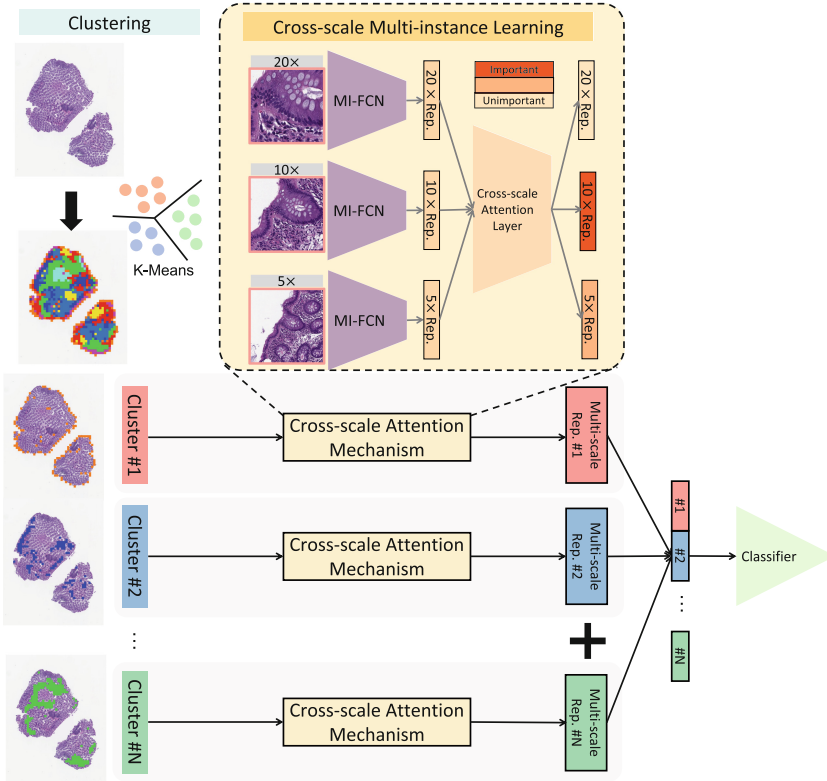 Clustering
K-Means
Cross-scale Multi-instance Learning
20×
MI-FCN
20× Rep.
10×
MI-FCN
10× Rep.
5×
MI-FCN
5× Rep.
Important
Unimportant
Cross-scale
Attention
Layer
20× Rep.
10× Rep.
5× Rep.
Cluster #1
Cross-scale Attention
Mechanism
Multi-scale
Rep. #1
Cluster #2
Cross-scale Attention
Mechanism
Multi-scale
Rep. #2
...
+
Cluster #N
Cross-scale Attention
Mechanism
Multi-scale
Rep. #N
#1
#2
...
#N
Classifier